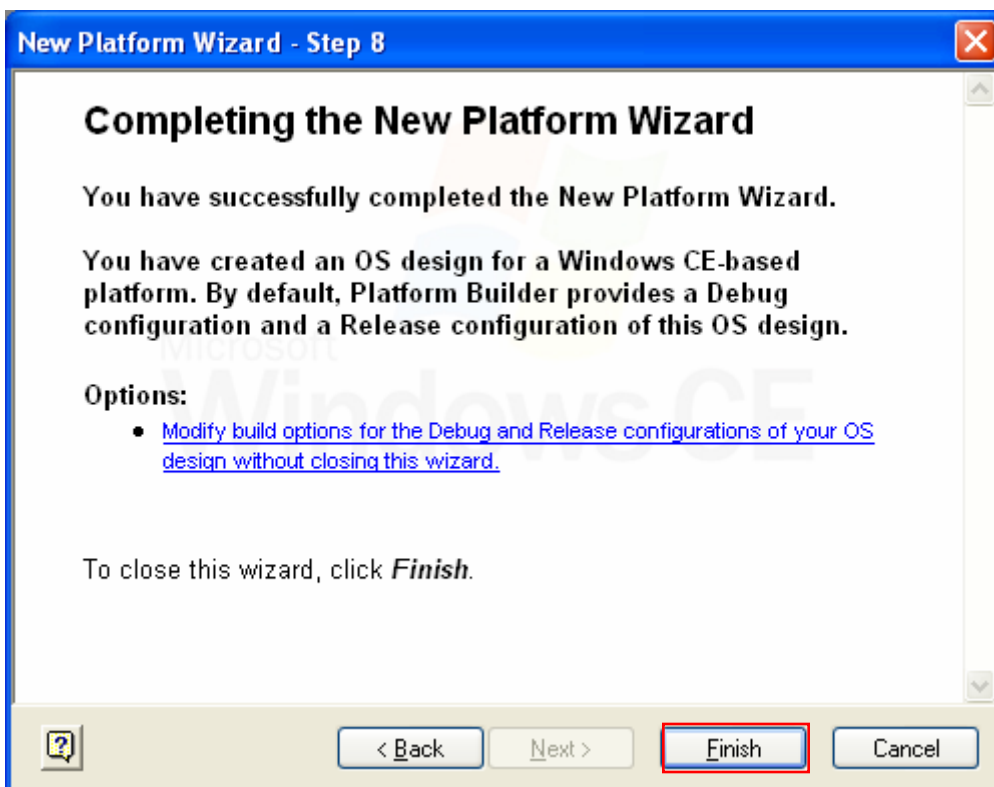 New Platform Wizard - Step 8
Completing the New Platform Wizard
You have successfully completed the New Platform Wizard.
You have created an OS design for a Windows CE-based
platform. By default, Platform Builder provides a Debug
configuration and a Release configuration of this OS design.
Microsoft
Windows CE
Options:
• Modify build options for the Debug and Release configurations of your OS
design without closing this wizard.
To close this wizard, click Finish.
< Back
Next >
Finish
Cancel